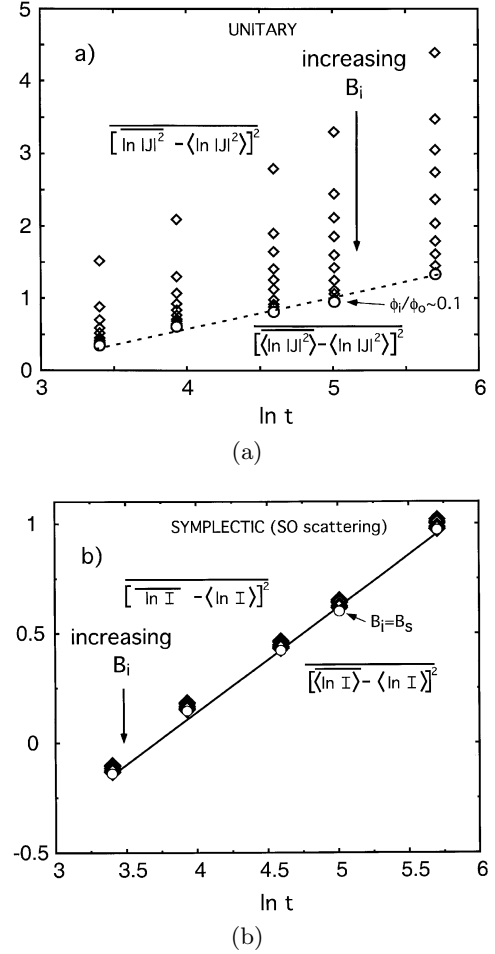 5
4
3
2
1
0
UNITARY
a)
increasing
B_i
[ ln |J|² - ⟨ln |J|²⟩]²
ϕ_i/ϕ_o~0.1
[⟨ln |J|²⟩-⟨ln |J|²⟩]²
3 4 5 6
ln t
(a)
1
0.5
0
-0.5
SYMPLECTIC (SO scattering)
b)
[ ln I - ⟨ln I⟩]²
increasing
B_i
B_i=B_s
[⟨ln I⟩- ⟨ln I⟩]²
3 3.5 4 4.5 5 5.5 6
ln t
(b)